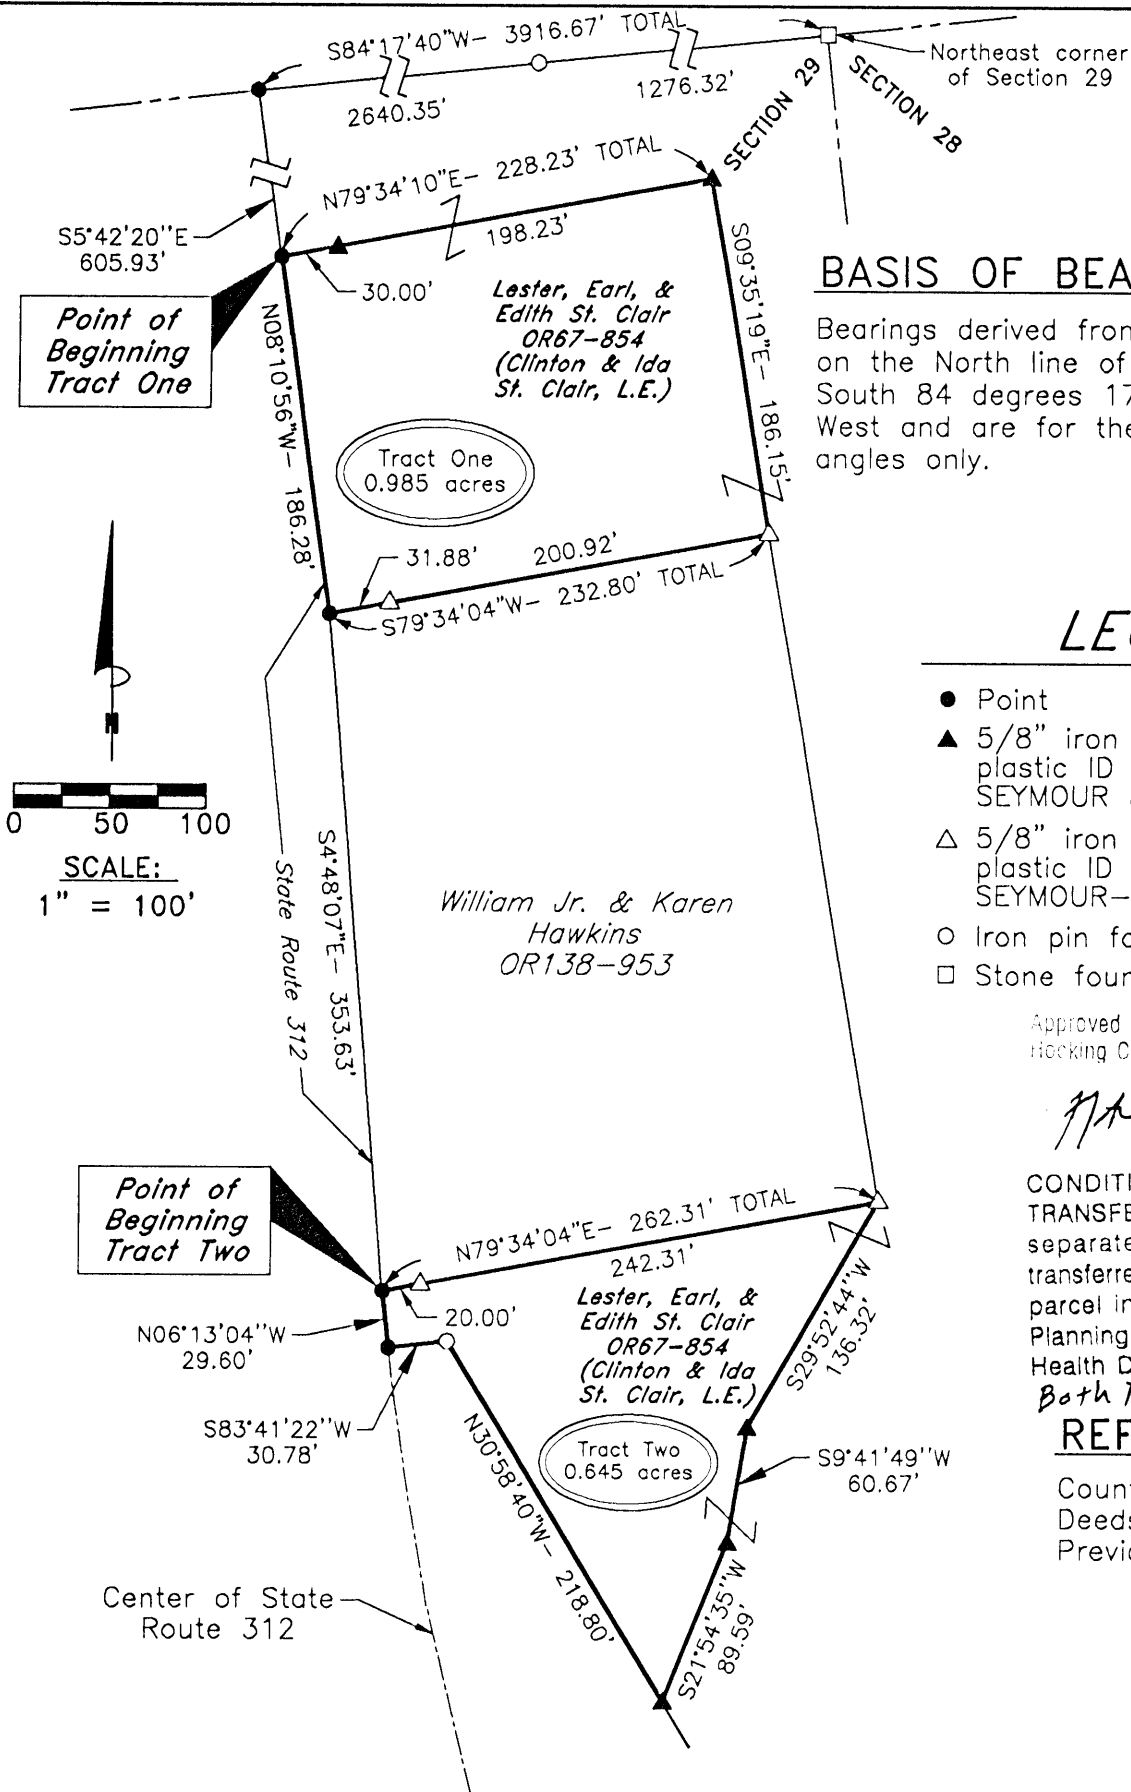 S84°17'40"W– 3916.67' TOTAL
2640.35'
1276.32'
Northeast corner
of Section 29
SECTION 29
SECTION 28
N79°34'10"E– 228.23' TOTAL
198.23'
S5°42'20"E
605.93'
30.00'
Point of
Beginning
Tract One
Lester, Earl, &
Edith St. Clair
OR67–854
(Clinton & Ida
St. Clair, L.E.)
N08°10'56"W– 186.28'
S09°35'19"E– 186.15'
Tract One
0.985 acres
31.88'
200.92'
S79°34'04"W– 232.80' TOTAL
BASIS OF BEA
Bearings derived from
on the North line of
South 84 degrees 17
West and are for the
angles only.
N
0 50 100
SCALE:
1" = 100'
State Route 312
S4°48'07"E– 353.63'
William Jr. & Karen
Hawkins
OR138–953
LE
Point
5/8" iron
plastic ID
SEYMOUR
5/8" iron
plastic ID
SEYMOUR–
Iron pin fo
Stone foun
Approved
Hocking C
CONDITI
TRANSFE
separate
transferre
parcel in
Planning
Health D
Both
REF
Count
Deeds
Previo
Point of
Beginning
Tract Two
N79°34'04"E– 262.31' TOTAL
242.31'
20.00'
N06°13'04"W
29.60'
S83°41'22"W
30.78'
Lester, Earl, &
Edith St. Clair
OR67–854
(Clinton & Ida
St. Clair, L.E.)
S29°52'44"W
136.32'
Tract Two
0.645 acres
S9°41'49"W
60.67'
N30°58'40"W– 218.80'
S21°54'35"W
89.59'
Center of State
Route 312